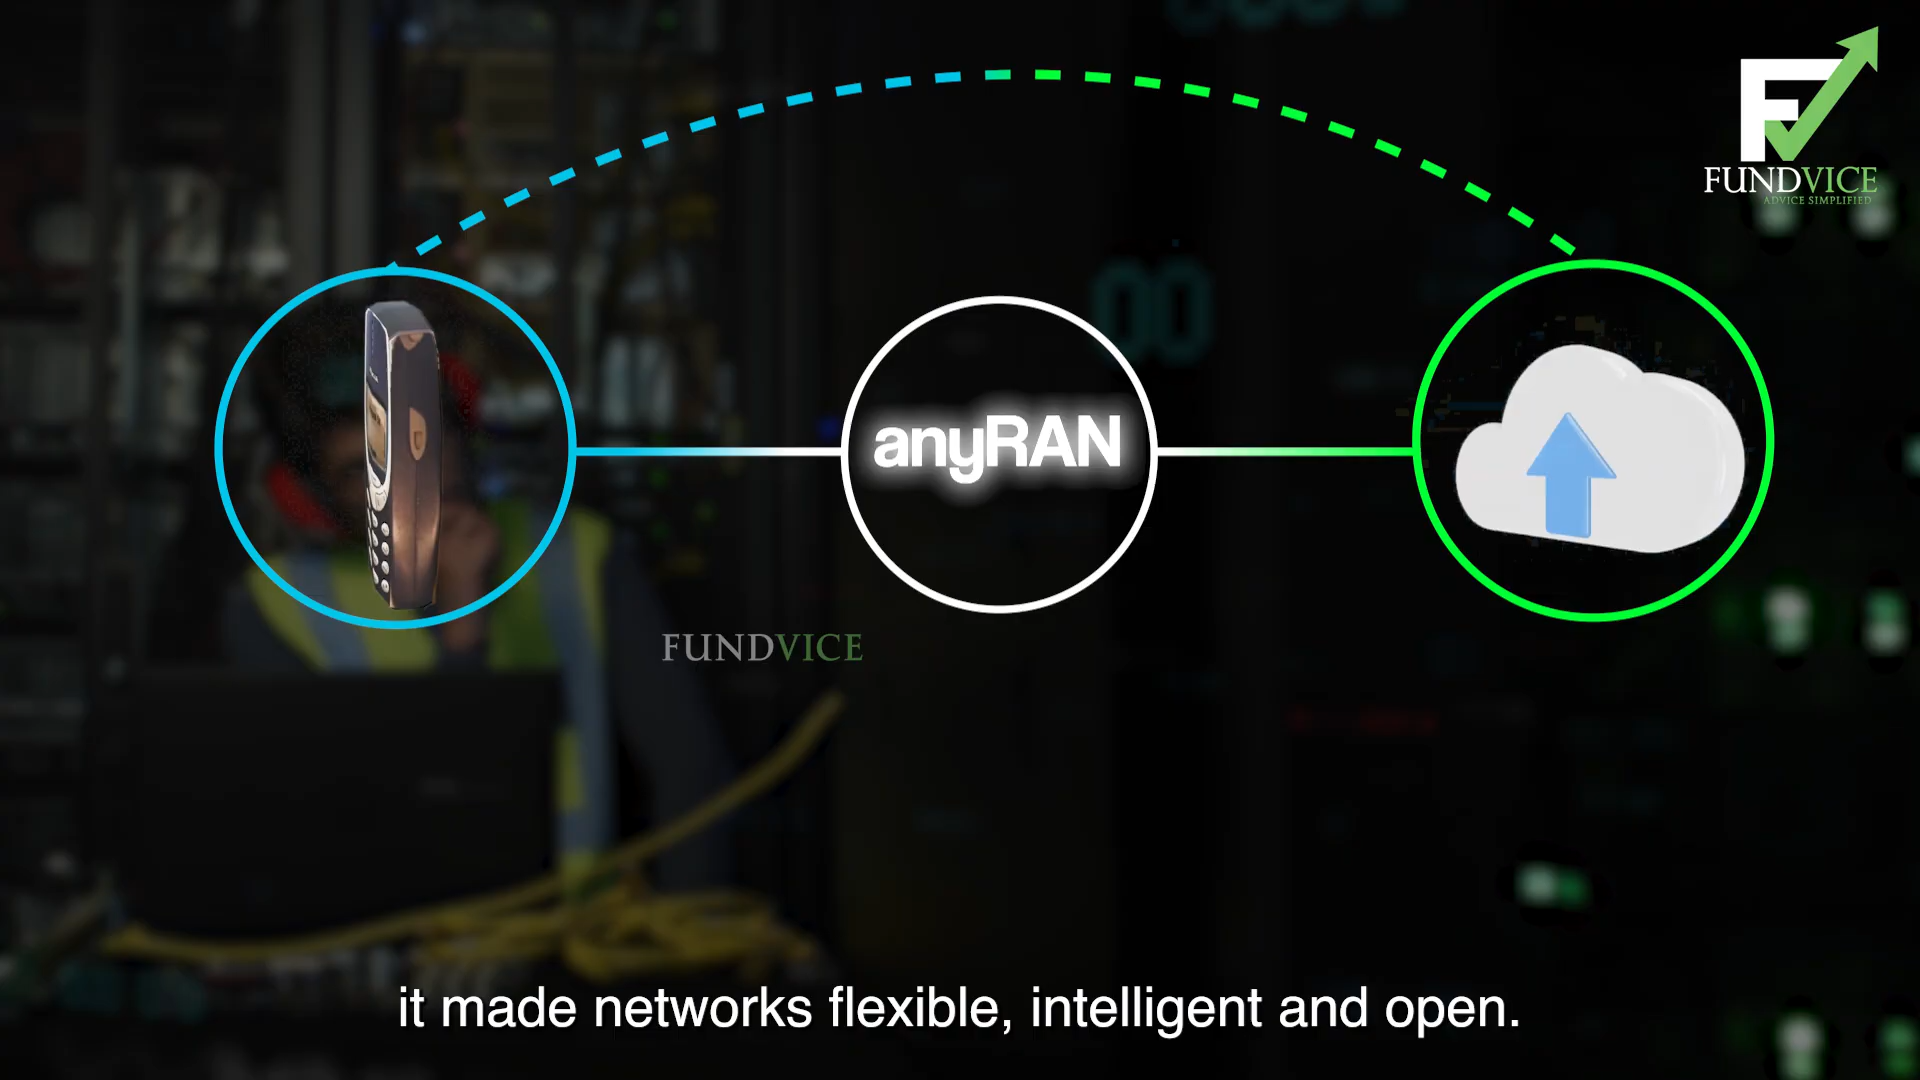 FUNDVICE
ADVICE SIMPLIFIED
anyRAN
FUNDVICE
it made networks flexible, intelligent and open.